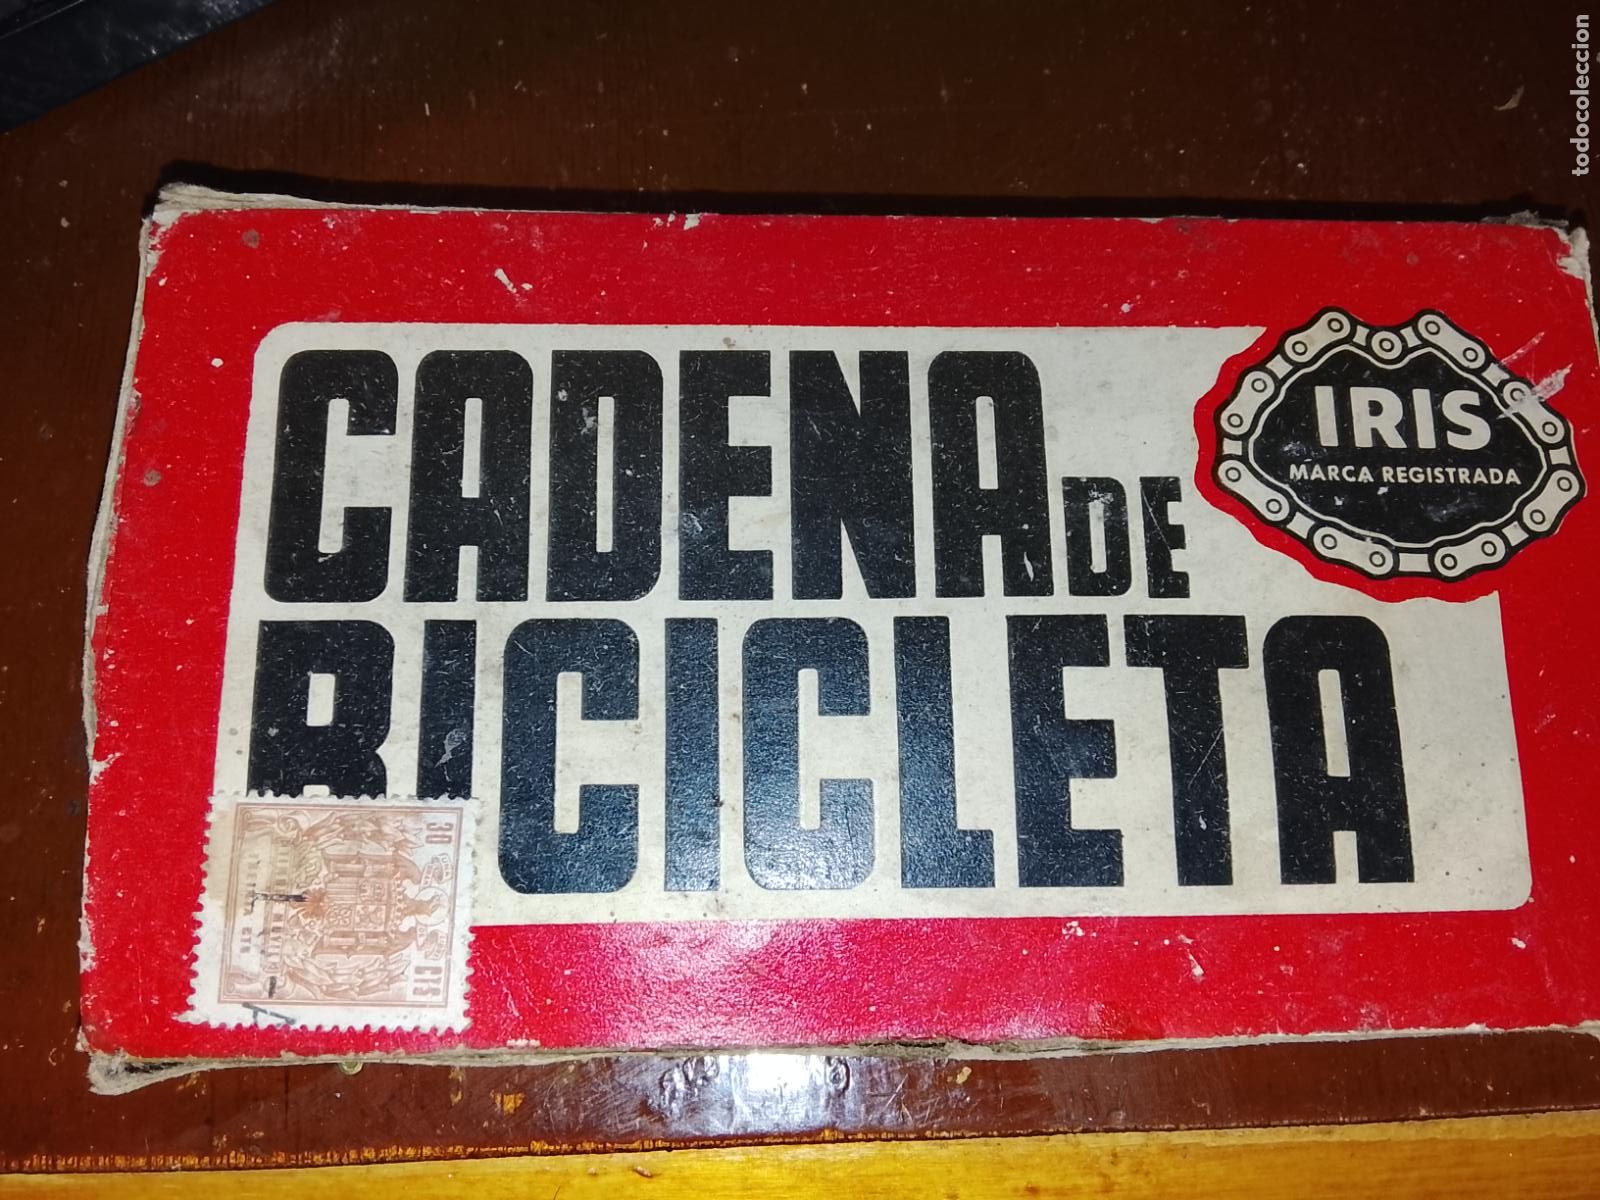 CADENA DE
BICICLETA
IRIS
MARCA REGISTRADA
30
CTS
todocoleccion